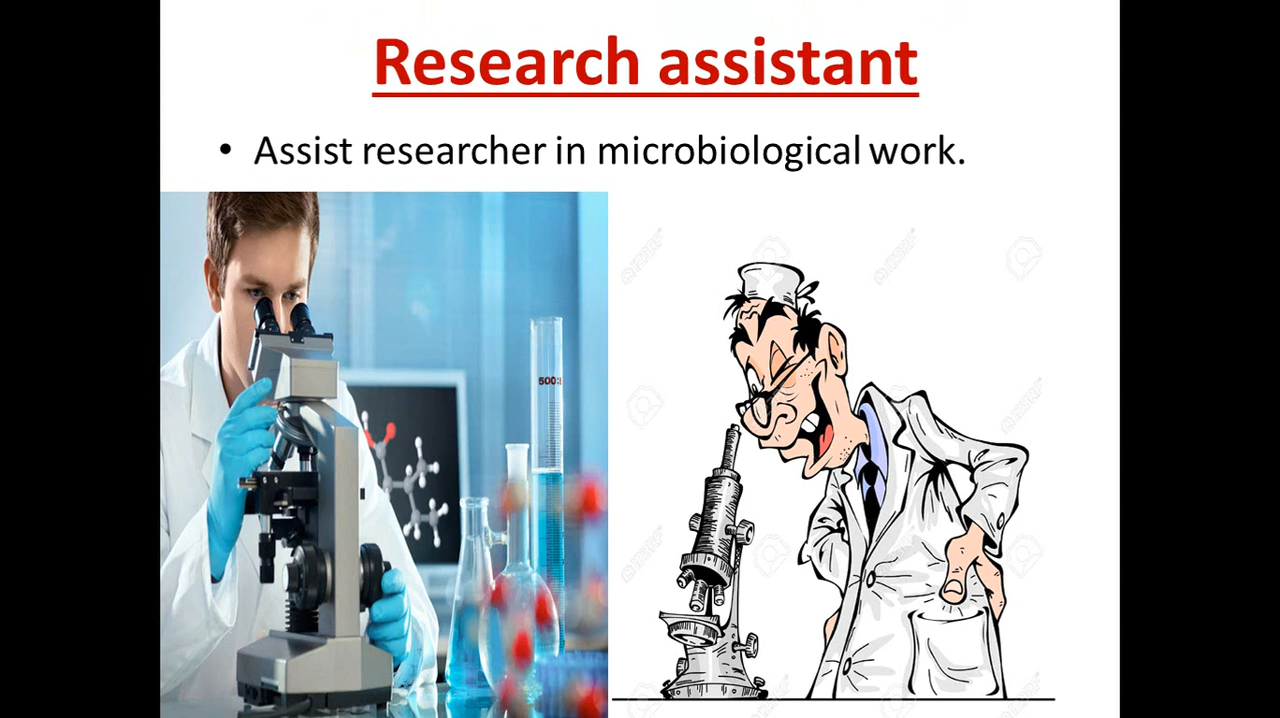 Research assistant
• Assist researcher in microbiological work.
500